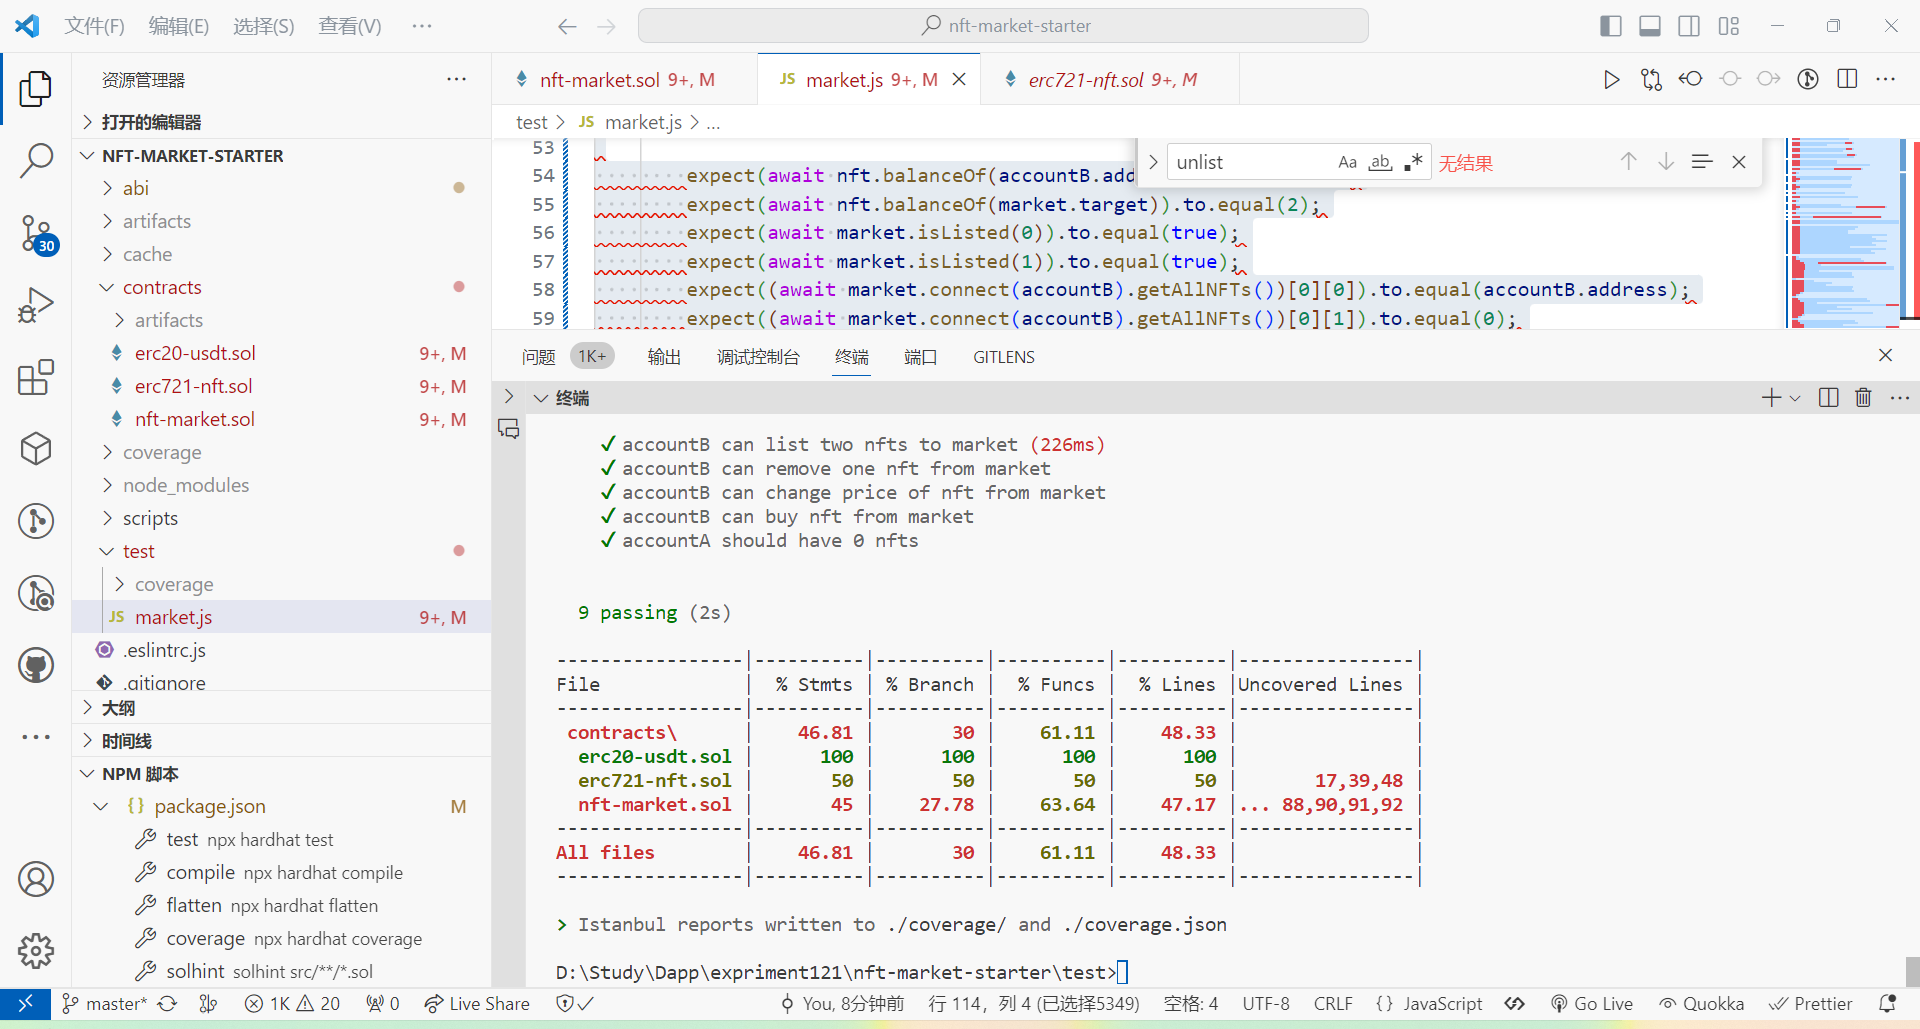 文件(F) 编辑(E) 选择(S) 查看(V) ··· nft-market-starter
资源管理器 ···
nft-market.sol 9+, M JS market.js 9+, M erc721-nft.sol 9+, M
打开的编辑器
test > JS market.js > ...
NFT-MARKET-STARTER
abi
artifacts
cache
contracts
artifacts
erc20-usdt.sol 9+, M
erc721-nft.sol 9+, M
nft-market.sol 9+, M
coverage
node_modules
scripts
test
coverage
JS market.js 9+, M
.eslintrc.js
.gitignore
大纲
时间线
NPM 脚本
{} package.json M
test npx hardhat test
compile npx hardhat compile
flatten npx hardhat flatten
coverage npx hardhat coverage
solhint solhint src/**/*.sol
30
unlist Aa ab .* 无结果
53
54 expect(await nft.balanceOf(accountB.add
55 expect(await nft.balanceOf(market.target)).to.equal(2);
56 expect(await market.isListed(0)).to.equal(true);
57 expect(await market.isListed(1)).to.equal(true);
58 expect((await market.connect(accountB).getAllNFTs())[0][0]).to.equal(accountB.address);
59 expect((await market.connect(accountB).getAllNFTs())[0][1]).to.equal(0);
问题 1K+ 输出 调试控制台 终端 端口 GITLENS
终端
✓ accountB can list two nfts to market (226ms)
✓ accountB can remove one nft from market
✓ accountB can change price of nft from market
✓ accountB can buy nft from market
✓ accountA should have 0 nfts
9 passing (2s)
-----------------|----------|----------|----------|----------|----------------|
File | % Stmts | % Branch | % Funcs | % Lines |Uncovered Lines |
-----------------|----------|----------|----------|----------|----------------|
contracts\ | 46.81 | 30 | 61.11 | 48.33 | |
erc20-usdt.sol | 100 | 100 | 100 | 100 | |
erc721-nft.sol | 50 | 50 | 50 | 50 | 17,39,48 |
nft-market.sol | 45 | 27.78 | 63.64 | 47.17 |... 88,90,91,92 |
-----------------|----------|----------|----------|----------|----------------|
All files | 46.81 | 30 | 61.11 | 48.33 | |
-----------------|----------|----------|----------|----------|----------------|
> Istanbul reports written to ./coverage/ and ./coverage.json
D:\Study\Dapp\expriment121\nft-market-starter\test>
master* 1K 20 0 Live Share You, 8分钟前 行 114, 列 4 (已选择5349) 空格: 4 UTF-8 CRLF {} JavaScript Go Live Quokka Prettier